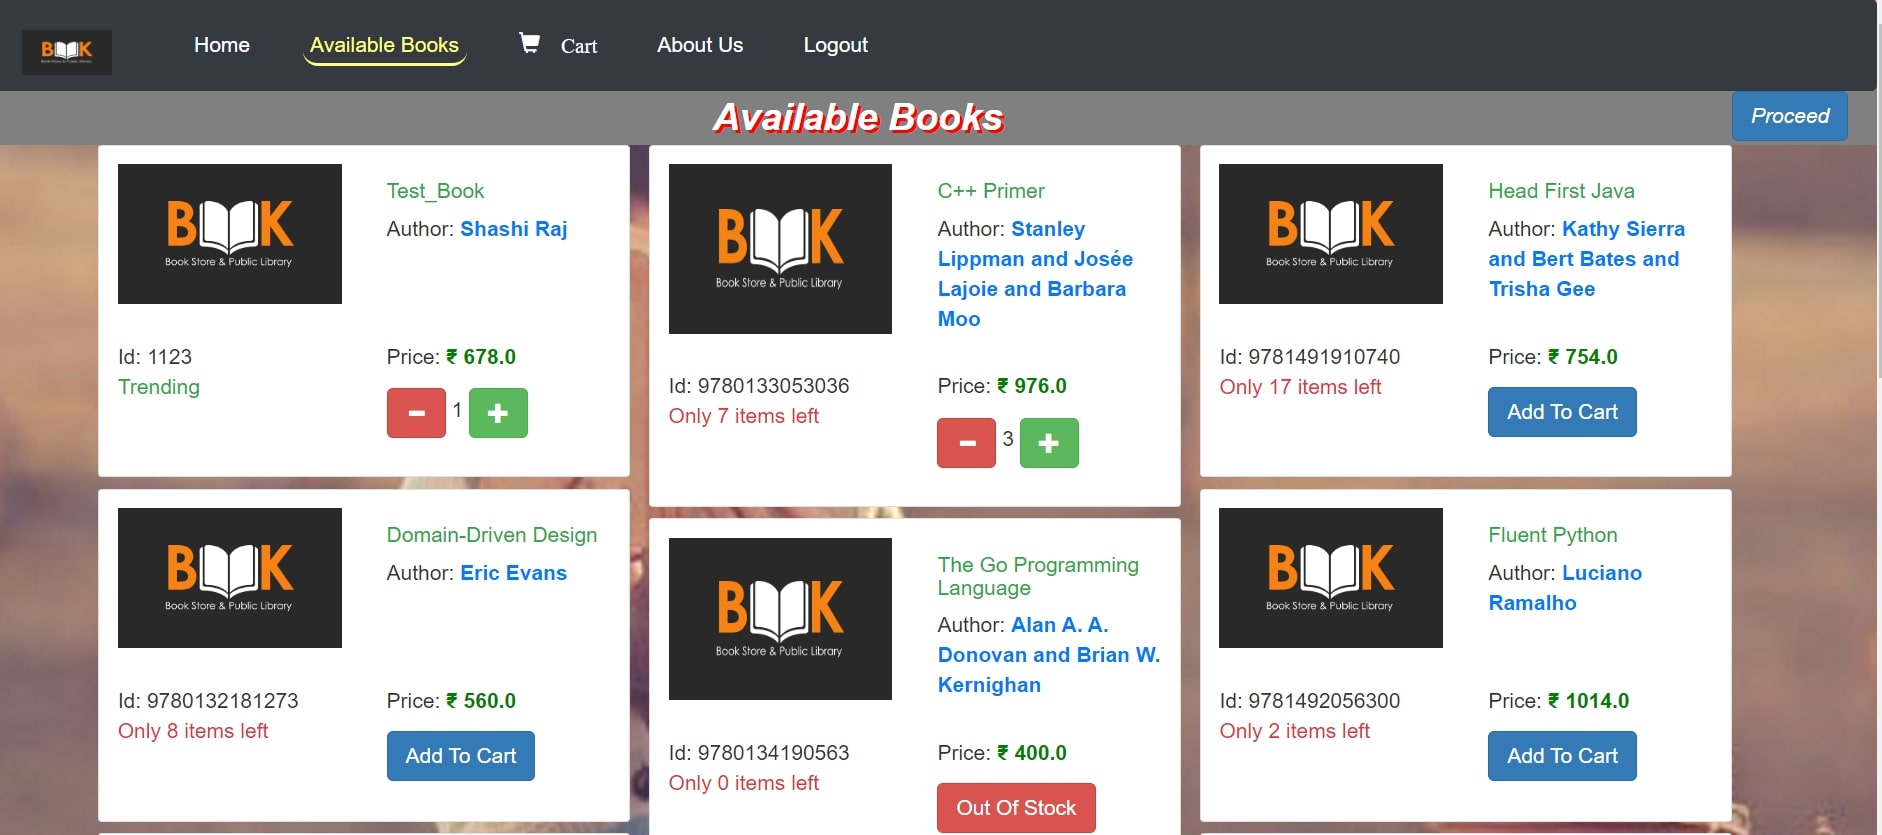 BOOK
Home
Available Books
Cart
About Us
Logout
Available Books
Proceed
BOOK
Book Store & Public Library
Test_Book
Author: Shashi Raj
Id: 1123
Trending
Price: ₹ 678.0
1
BOOK
Book Store & Public Library
C++ Primer
Author: Stanley
Lippman and Josée
Lajoie and Barbara
Moo
Id: 9780133053036
Only 7 items left
Price: ₹ 976.0
3
BOOK
Book Store & Public Library
Head First Java
Author: Kathy Sierra
and Bert Bates and
Trisha Gee
Id: 9781491910740
Only 17 items left
Price: ₹ 754.0
Add To Cart
BOOK
Book Store & Public Library
Domain-Driven Design
Author: Eric Evans
Id: 9780132181273
Only 8 items left
Price: ₹ 560.0
Add To Cart
BOOK
Book Store & Public Library
The Go Programming
Language
Author: Alan A. A.
Donovan and Brian W.
Kernighan
Id: 9780134190563
Only 0 items left
Price: ₹ 400.0
Out Of Stock
BOOK
Book Store & Public Library
Fluent Python
Author: Luciano
Ramalho
Id: 9781492056300
Only 2 items left
Price: ₹ 1014.0
Add To Cart